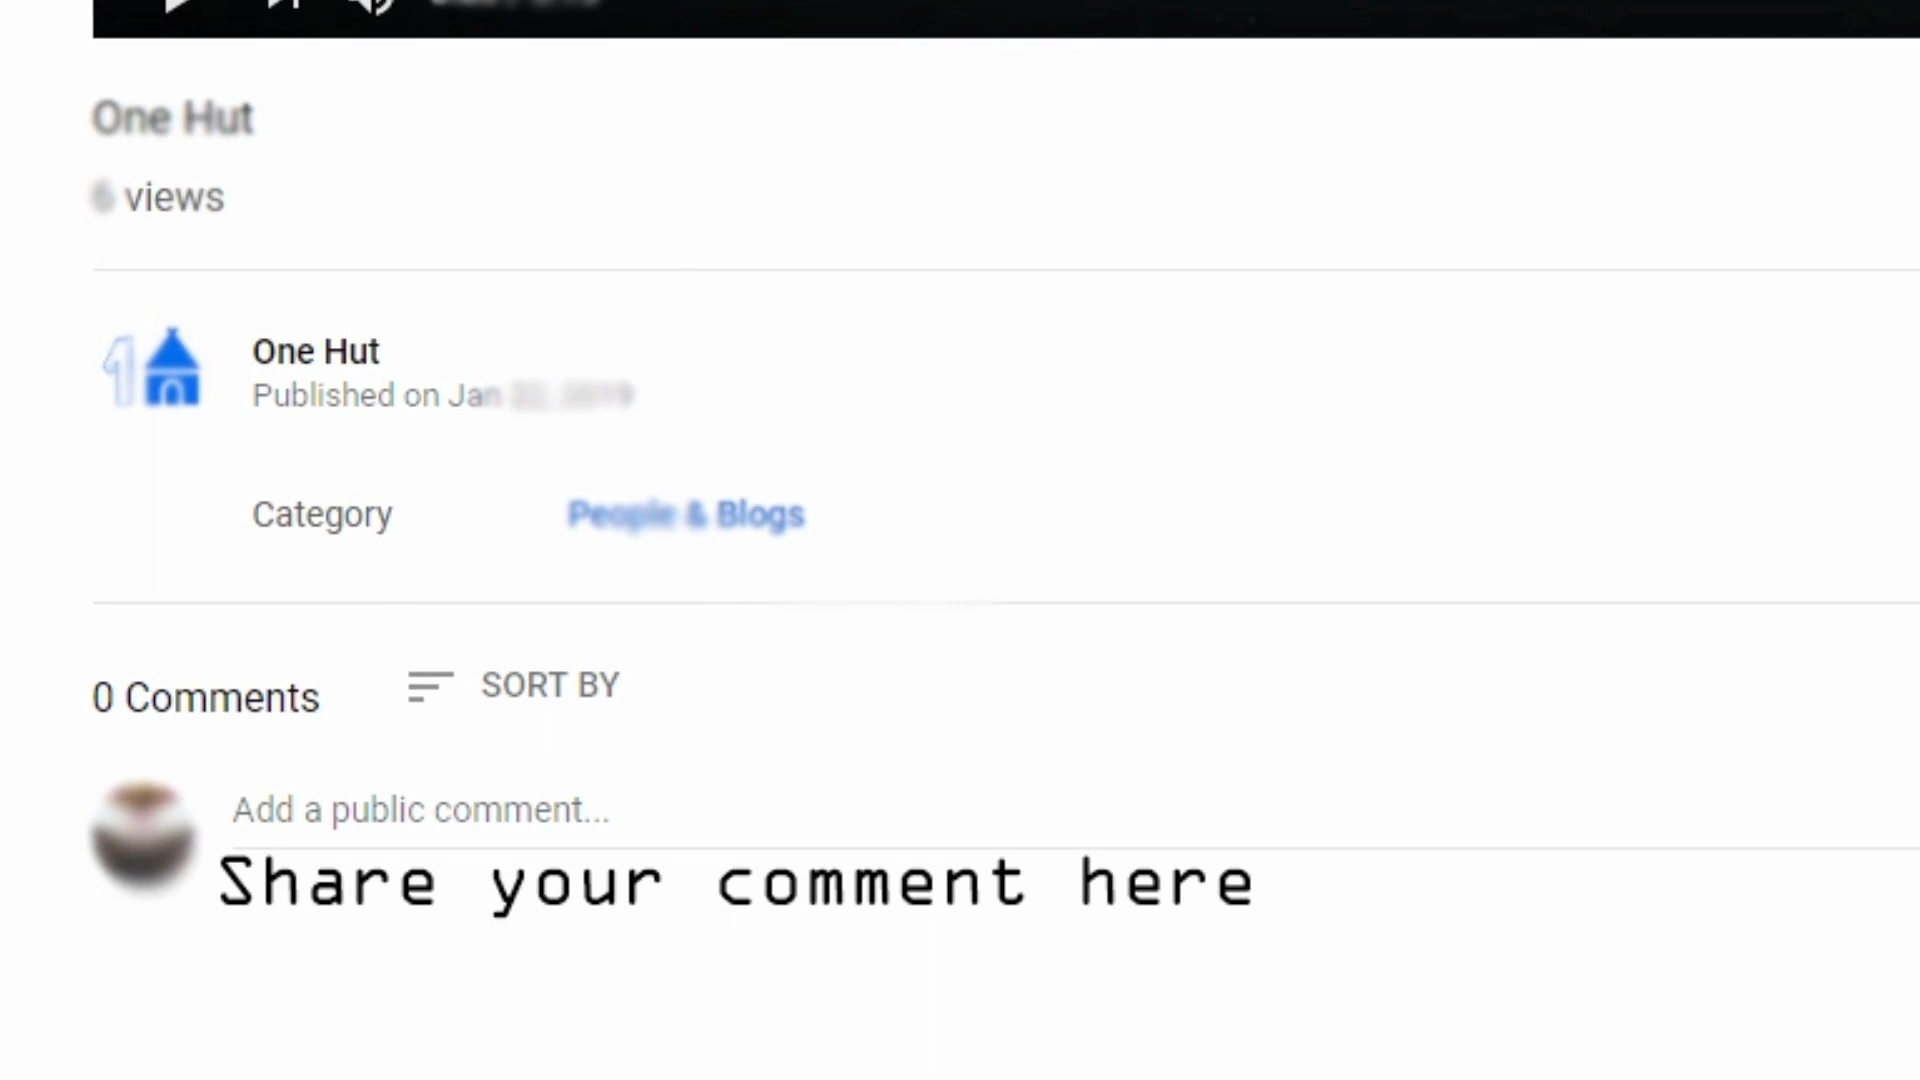 One Hut
views
1
One Hut
Published on Jan
Category People & Blogs
0 Comments SORT BY
Add a public comment...
Share your comment here